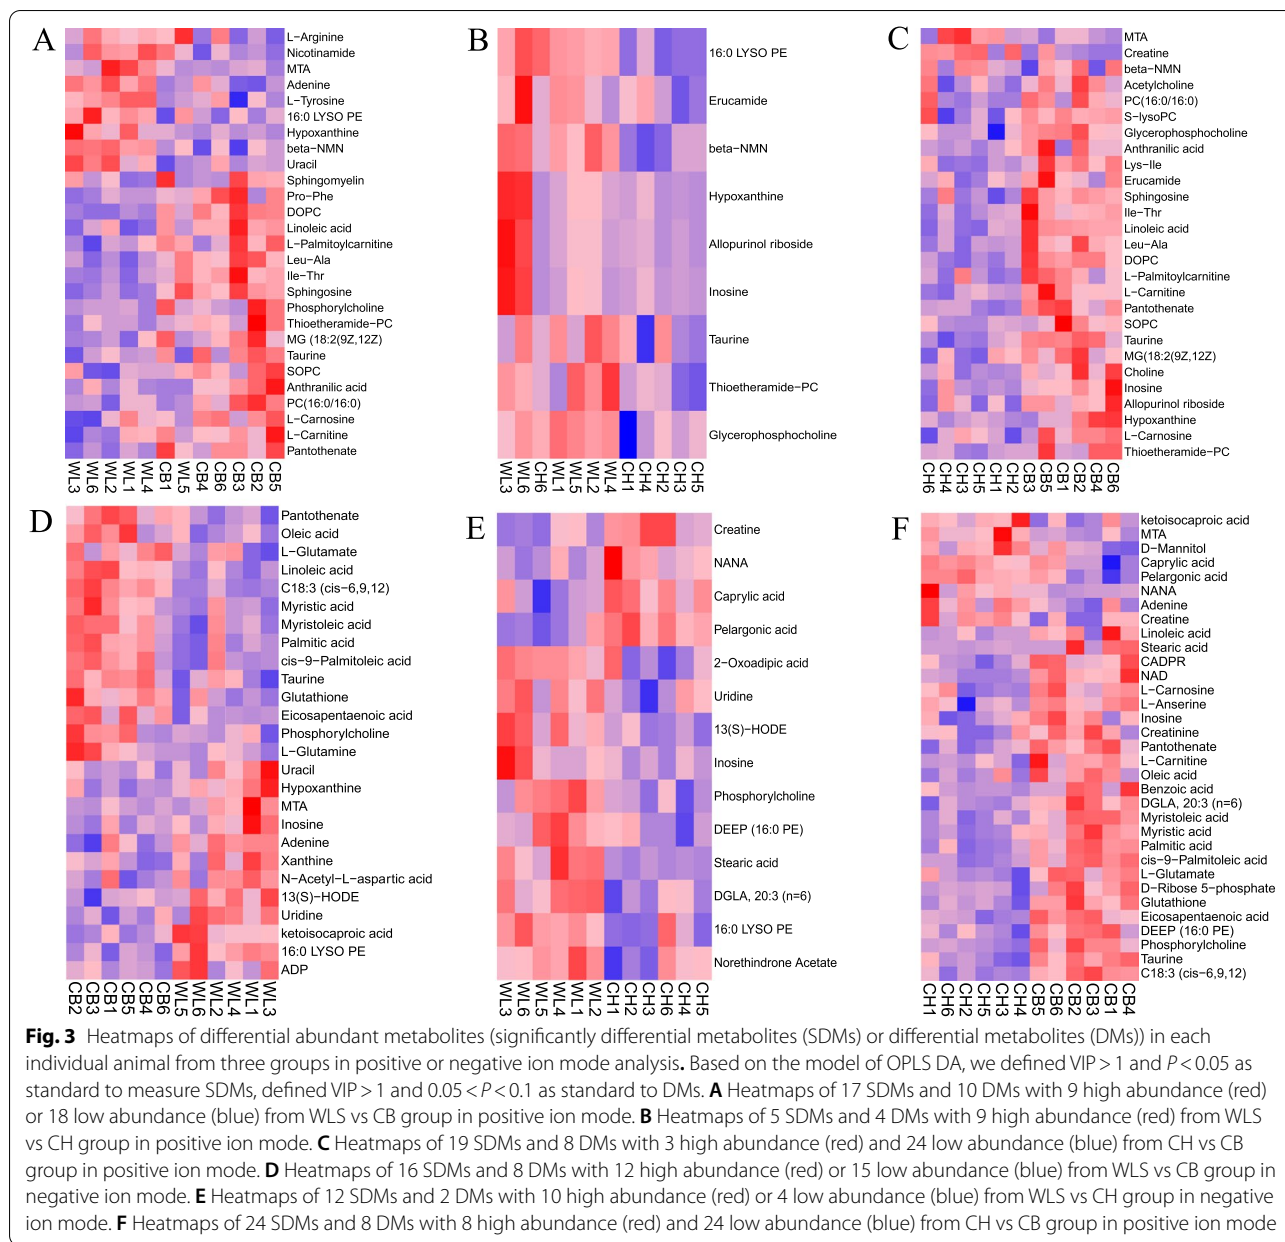 A
L−Arginine
Nicotinamide
MTA
Adenine
L−Tyrosine
16:0 LYSO PE
Hypoxanthine
beta−NMN
Uracil
Sphingomyelin
Pro−Phe
DOPC
Linoleic acid
L−Palmitoylcarnitine
Leu−Ala
Ile−Thr
Sphingosine
Phosphorylcholine
Thioetheramide−PC
MG (18:2(9Z,12Z)
Taurine
SOPC
Anthranilic acid
PC(16:0/16:0)
L−Carnosine
L−Carnitine
Pantothenate
WL3 WL6 WL2 WL1 WL4 CB1 WL5 CB4 CB6 CB3 CB2 CB5
B
16:0 LYSO PE
Erucamide
beta−NMN
Hypoxanthine
Allopurinol riboside
Inosine
Taurine
Thioetheramide−PC
Glycerophosphocholine
WL3 WL6 CH6 WL1 WL5 WL2 WL4 CH1 CH4 CH2 CH3 CH5
C
MTA
Creatine
beta−NMN
Acetylcholine
PC(16:0/16:0)
S−lysoPC
Glycerophosphocholine
Anthranilic acid
Lys−Ile
Erucamide
Sphingosine
Ile−Thr
Linoleic acid
Leu−Ala
DOPC
L−Palmitoylcarnitine
L−Carnitine
Pantothenate
SOPC
Taurine
MG(18:2(9Z,12Z)
Choline
Inosine
Allopurinol riboside
Hypoxanthine
L−Carnosine
Thioetheramide−PC
CH6 CH4 CH3 CH5 CH1 CH2 CB3 CB5 CB1 CB2 CB4 CB6
D
Pantothenate
Oleic acid
L−Glutamate
Linoleic acid
C18:3 (cis−6,9,12)
Myristic acid
Myristoleic acid
Palmitic acid
cis−9−Palmitoleic acid
Taurine
Glutathione
Eicosapentaenoic acid
Phosphorylcholine
L−Glutamine
Uracil
Hypoxanthine
MTA
Inosine
Adenine
Xanthine
N−Acetyl−L−aspartic acid
13(S)−HODE
Uridine
ketoisocaproic acid
16:0 LYSO PE
ADP
CB2 CB3 CB1 CB5 CB4 CB6 WL5 WL6 WL2 WL4 WL1 WL3
E
Creatine
NANA
Caprylic acid
Pelargonic acid
2−Oxoadipic acid
Uridine
13(S)−HODE
Inosine
Phosphorylcholine
DEEP (16:0 PE)
Stearic acid
DGLA, 20:3 (n=6)
16:0 LYSO PE
Norethindrone Acetate
WL3 WL6 WL5 WL4 WL1 WL2 CH1 CH2 CH3 CH6 CH4 CH5
F
ketoisocaproic acid
MTA
D−Mannitol
Caprylic acid
Pelargonic acid
NANA
Adenine
Creatine
Linoleic acid
Stearic acid
CADPR
NAD
L−Carnosine
L−Anserine
Inosine
Creatinine
Pantothenate
L−Carnitine
Oleic acid
Benzoic acid
DGLA, 20:3 (n=6)
Myristoleic acid
Myristic acid
Palmitic acid
cis−9−Palmitoleic acid
L−Glutamate
D−Ribose 5−phosphate
Glutathione
Eicosapentaenoic acid
DEEP (16:0 PE)
Phosphorylcholine
Taurine
C18:3 (cis−6,9,12)
CH1 CH6 CH2 CH5 CH3 CH4 CB5 CB6 CB2 CB3 CB1 CB4
Fig. 3 Heatmaps of differential abundant metabolites (significantly differential metabolites (SDMs) or differential metabolites (DMs)) in each
individual animal from three groups in positive or negative ion mode analysis. Based on the model of OPLS DA, we defined VIP > 1 and P < 0.05 as
standard to measure SDMs, defined VIP > 1 and 0.05 < P < 0.1 as standard to DMs. A Heatmaps of 17 SDMs and 10 DMs with 9 high abundance (red)
or 18 low abundance (blue) from WLS vs CB group in positive ion mode. B Heatmaps of 5 SDMs and 4 DMs with 9 high abundance (red) from WLS
vs CH group in positive ion mode. C Heatmaps of 19 SDMs and 8 DMs with 3 high abundance (red) and 24 low abundance (blue) from CH vs CB
group in positive ion mode. D Heatmaps of 16 SDMs and 8 DMs with 12 high abundance (red) or 15 low abundance (blue) from WLS vs CB group in
negative ion mode. E Heatmaps of 12 SDMs and 2 DMs with 10 high abundance (red) or 4 low abundance (blue) from WLS vs CH group in negative
ion mode. F Heatmaps of 24 SDMs and 8 DMs with 8 high abundance (red) and 24 low abundance (blue) from CH vs CB group in positive ion mode